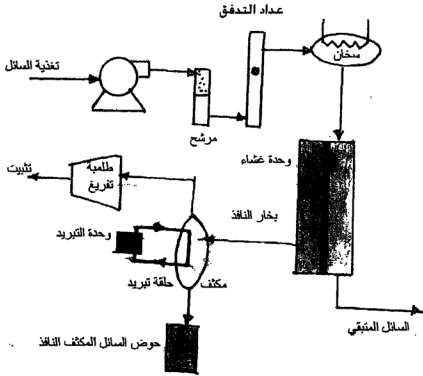 عداد التدفق
سخان
تغذية السائل
مرشح
وحدة غشاء
طلمبة
تفريغ
تثبيت
بخار النافذ
وحدة التبريد
حلقة تبريد
مكثف
السائل المتبقي
حوض السائل المكثف النافذ